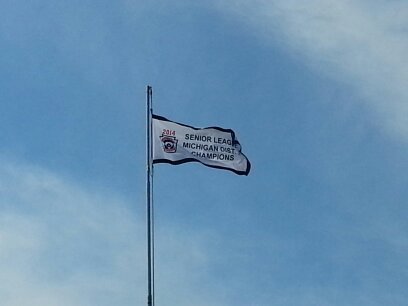 2014
SENIOR LEAG
MICHIGAN DIST
CHAMPIONS